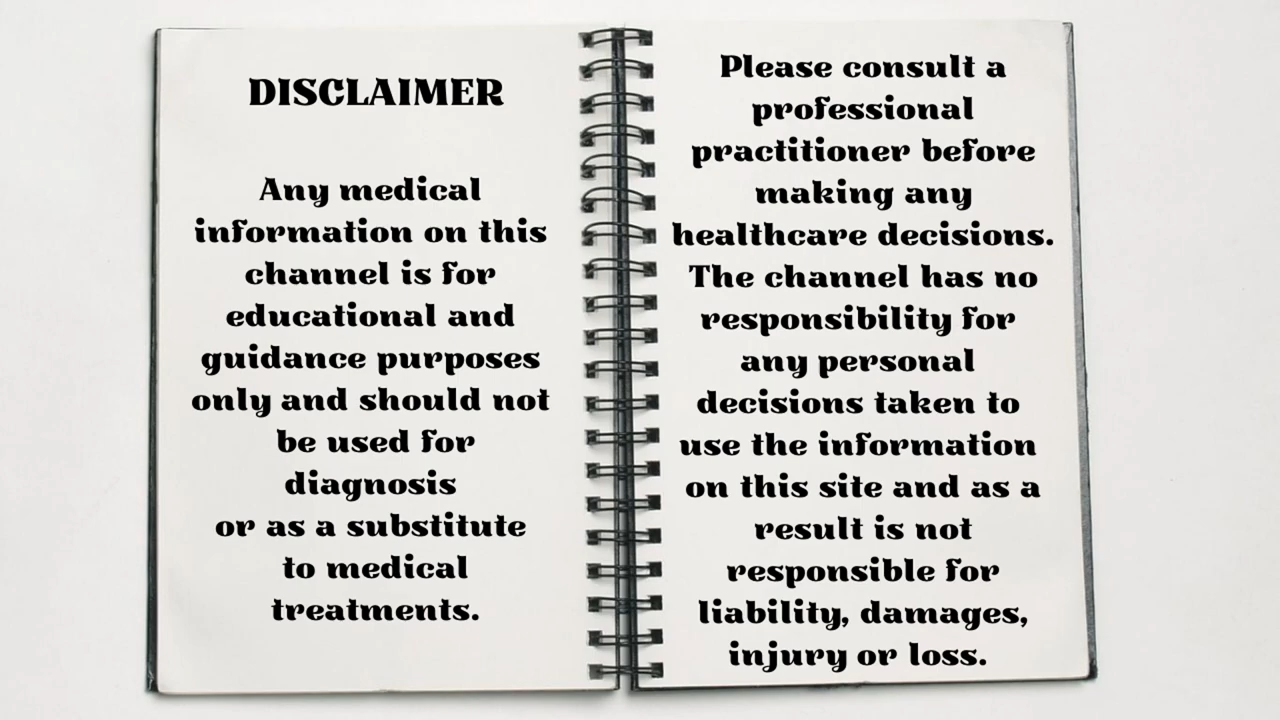 DISCLAIMER
Any medical
information on this
channel is for
educational and
guidance purposes
only and should not
be used for
diagnosis
or as a substitute
to medical
treatments.
Please consult a
professional
practitioner before
making any
healthcare decisions.
The channel has no
responsibility for
any personal
decisions taken to
use the information
on this site and as a
result is not
responsible for
liability, damages,
injury or loss.